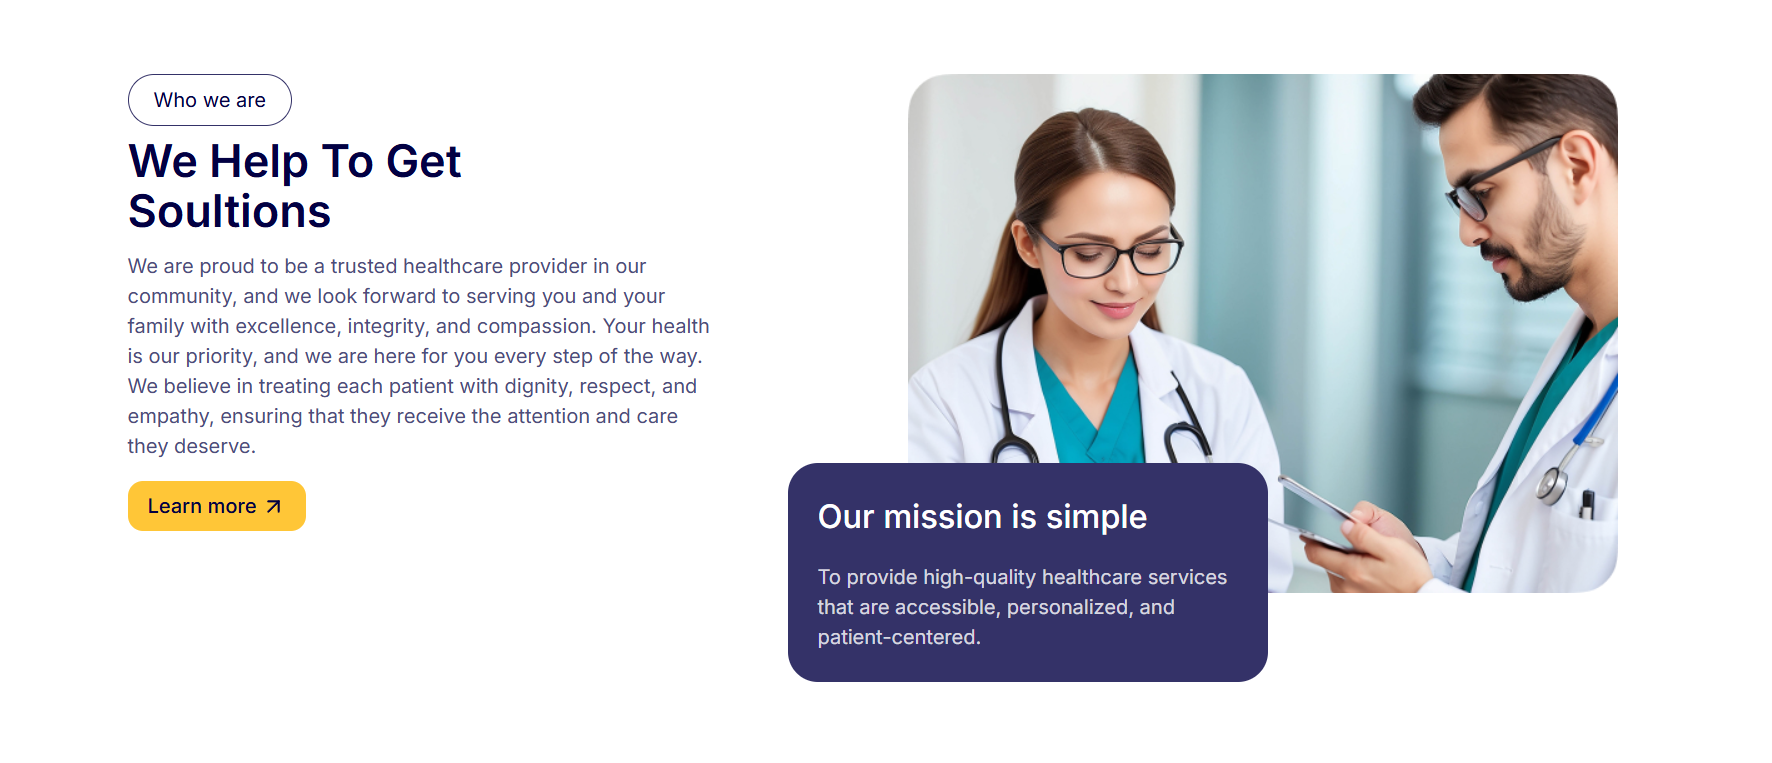 Who we are
We Help To Get
Soultions
We are proud to be a trusted healthcare provider in our
community, and we look forward to serving you and your
family with excellence, integrity, and compassion. Your health
is our priority, and we are here for you every step of the way.
We believe in treating each patient with dignity, respect, and
empathy, ensuring that they receive the attention and care
they deserve.
Learn more
Our mission is simple
To provide high-quality healthcare services
that are accessible, personalized, and
patient-centered.